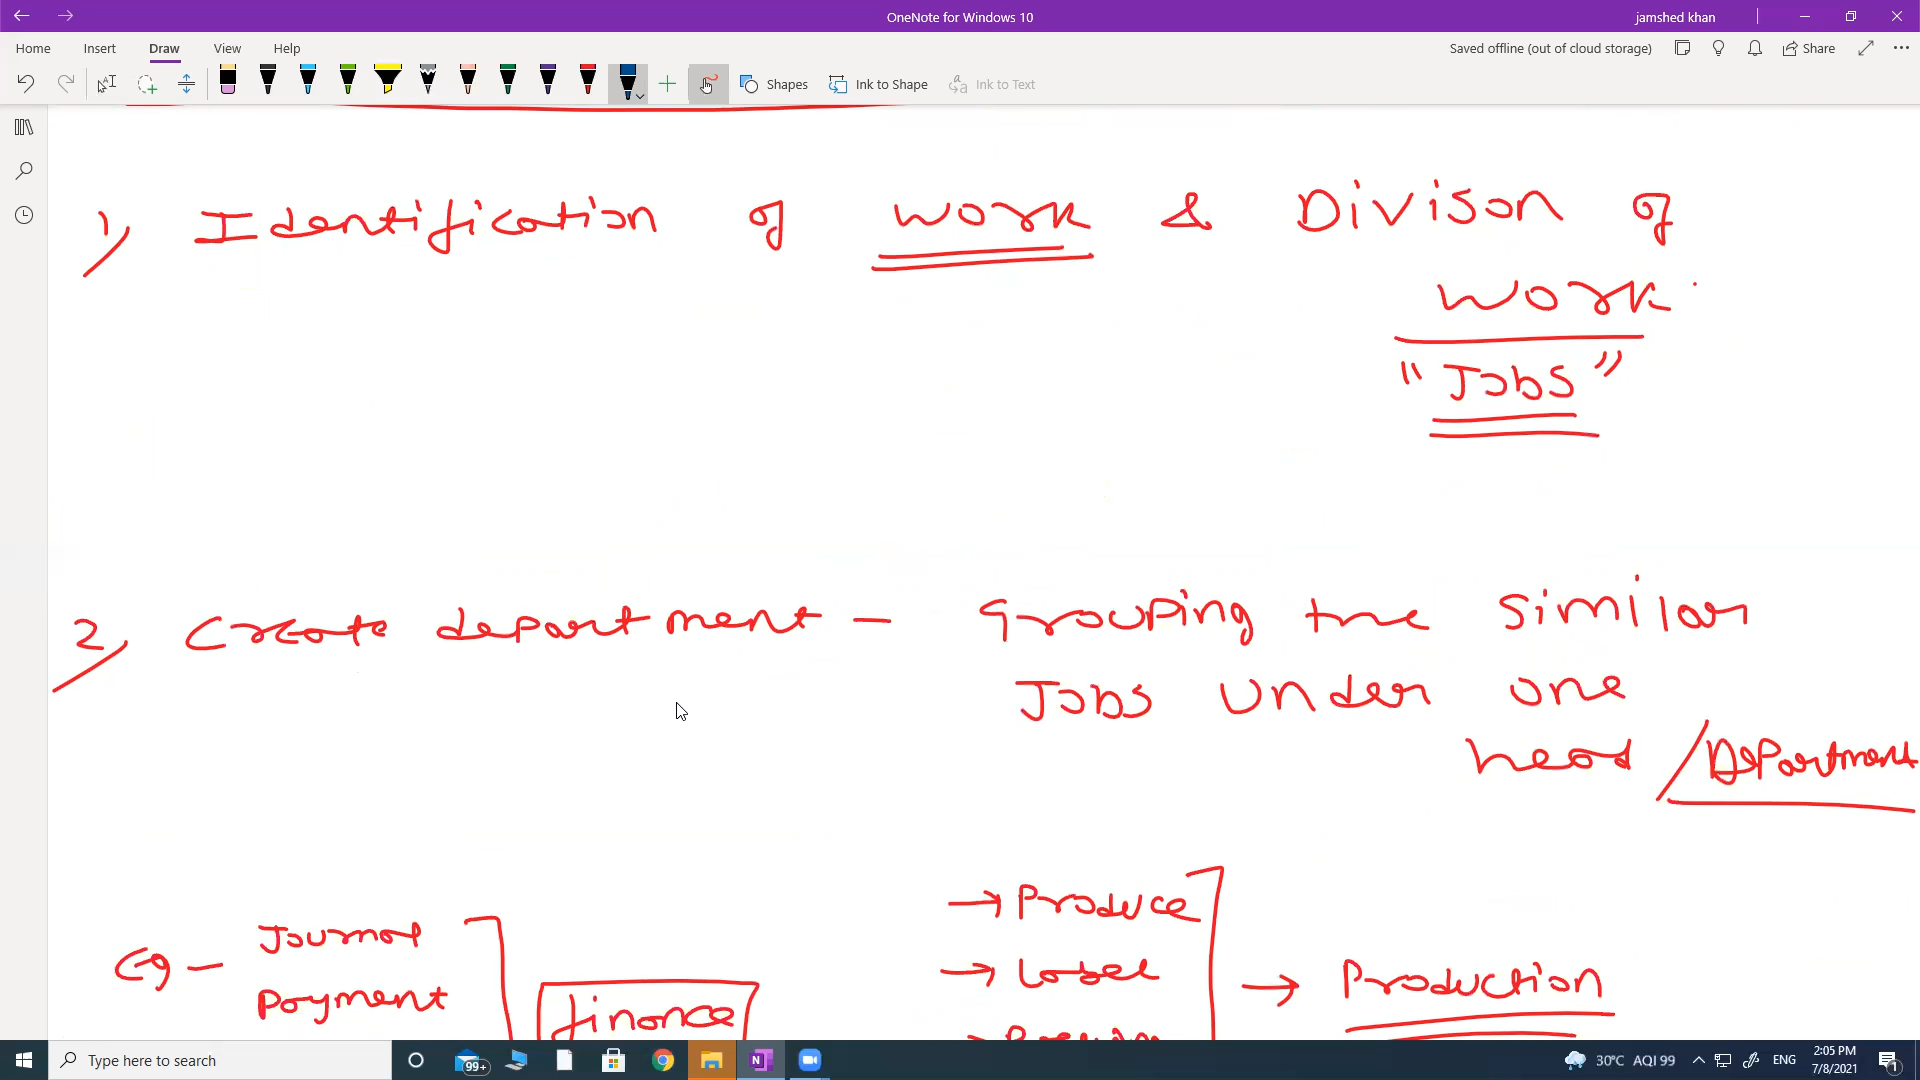 OneNote for Windows 10
jamshed khan
Home Insert Draw View Help
Saved offline (out of cloud storage)
Share
Shapes
Ink to Shape
Ink to Text
1) Identification of work & Divison of
work
"Jobs"
2) Create department - Grouping the similar
Jobs under one
head / Department
Eg - Journal
Payment
finance
→ Produce
→ Label
→ Production
Type here to search
99+
30°C AQI 99
ENG
2:05 PM
7/8/2021
1